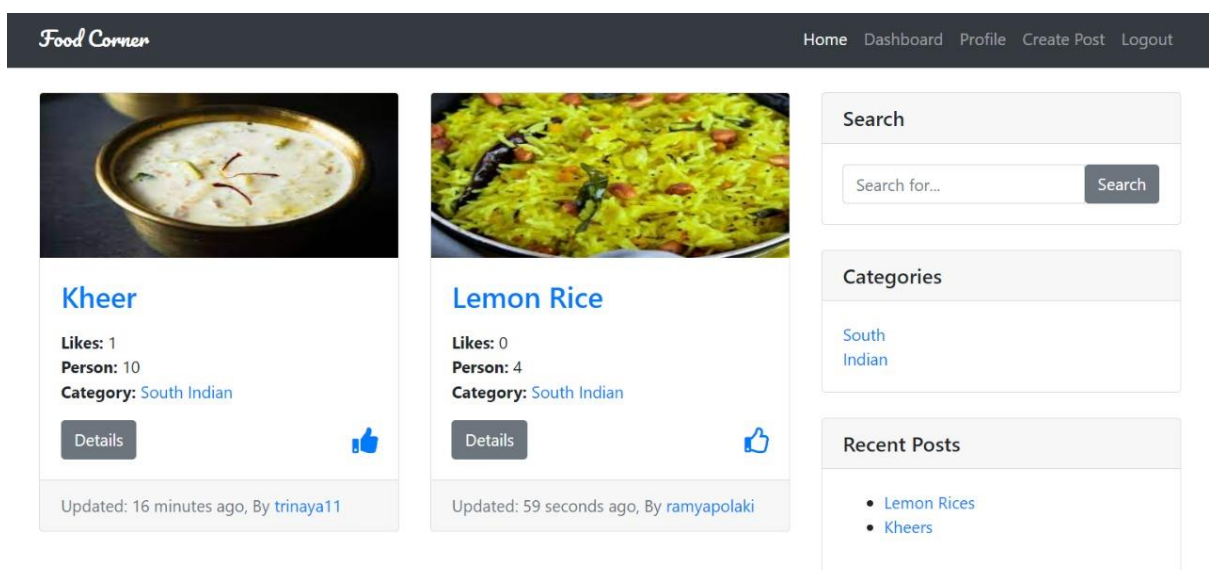 Food Corner
Home Dashboard Profile Create Post Logout
Kheer
Likes: 1
Person: 10
Category: South Indian
Details
Updated: 16 minutes ago, By trinaya11
Lemon Rice
Likes: 0
Person: 4
Category: South Indian
Details
Updated: 59 seconds ago, By ramyapolaki
Search
Search for...
Search
Categories
South
Indian
Recent Posts
Lemon Rices
Kheers